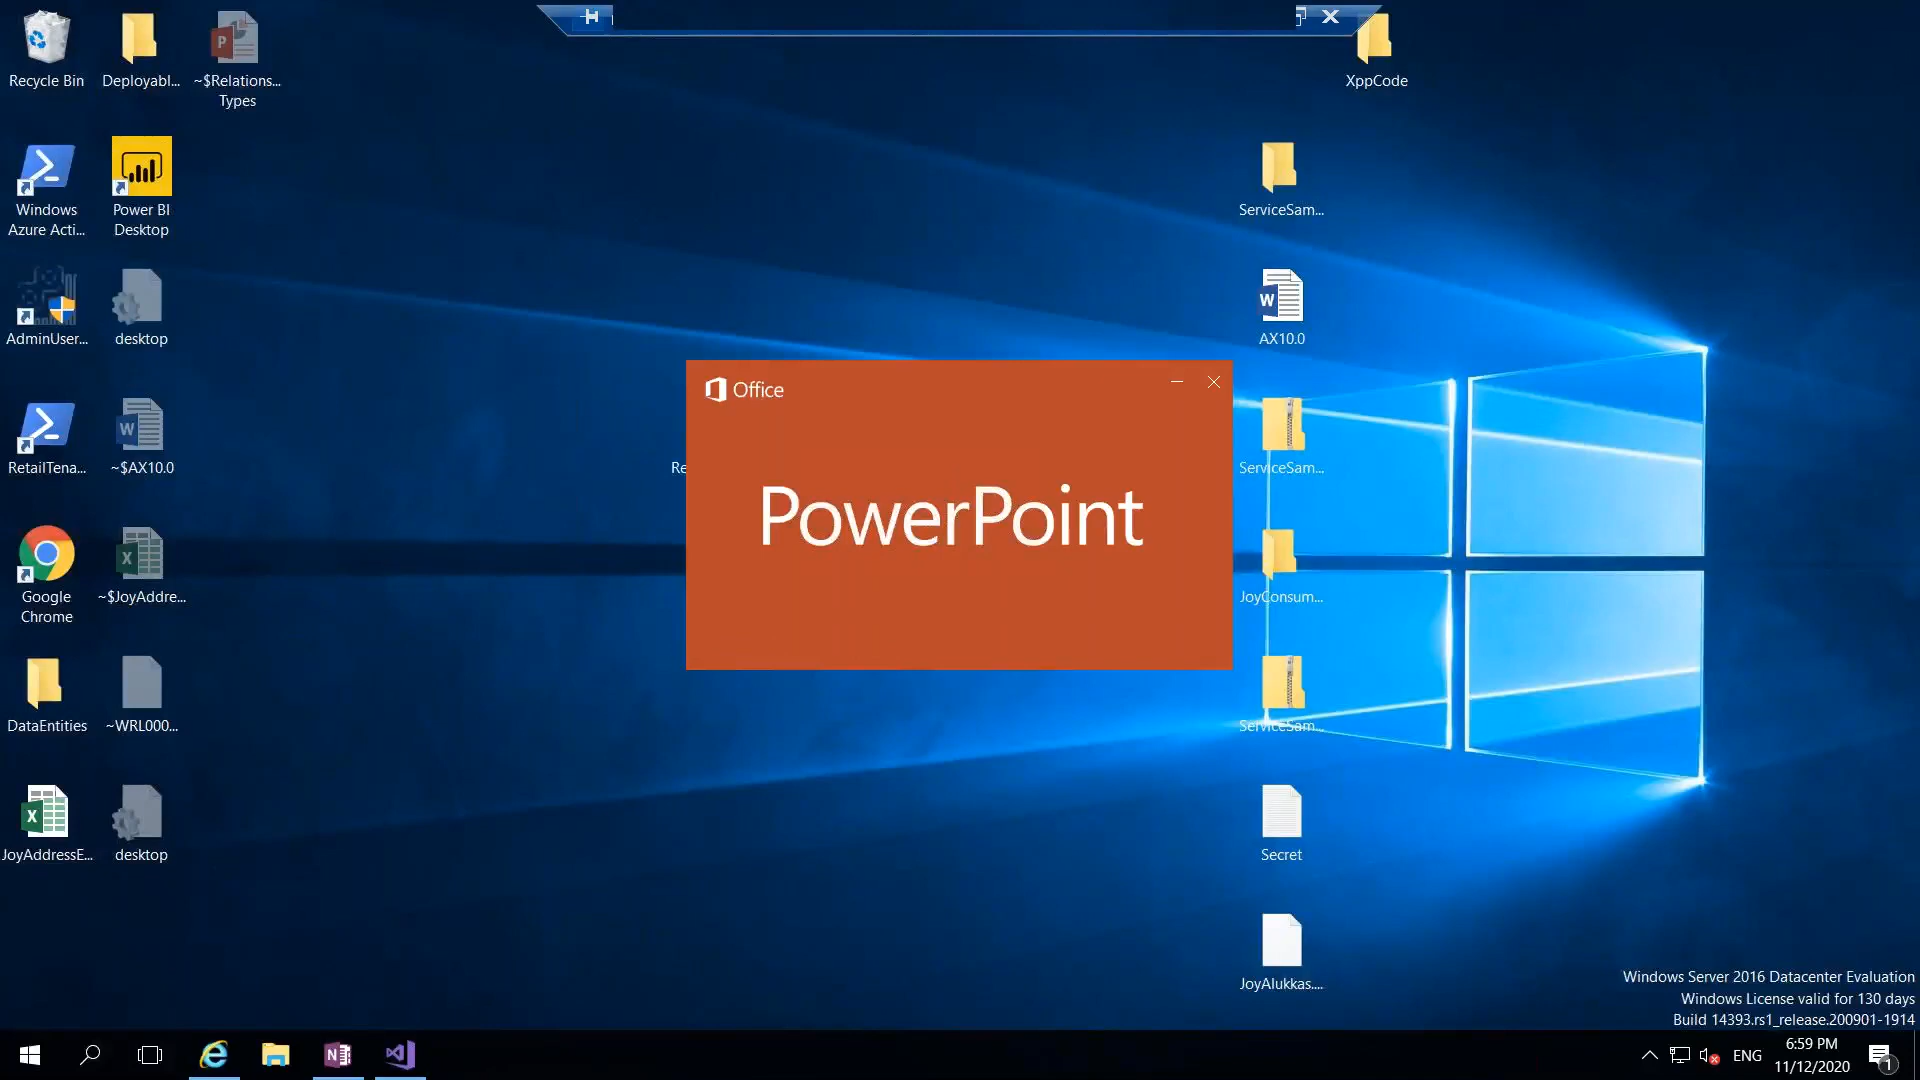 Recycle Bin
Deployabl...
~$Relations...
Types
XppCode
Windows
Azure Acti...
Power BI
Desktop
ServiceSam...
AdminUser...
desktop
AX10.0
Office
PowerPoint
RetailTena...
~$AX10.0
Re
ServiceSam...
Google
Chrome
~$JoyAddre...
JoyConsum...
DataEntities
~WRL000...
ServiceSam...
JoyAddressE...
desktop
Secret
JoyAlukkas....
Windows Server 2016 Datacenter Evaluation
Windows License valid for 130 days
Build 14393.rs1_release.200901-1914
ENG
6:59 PM
11/12/2020
1